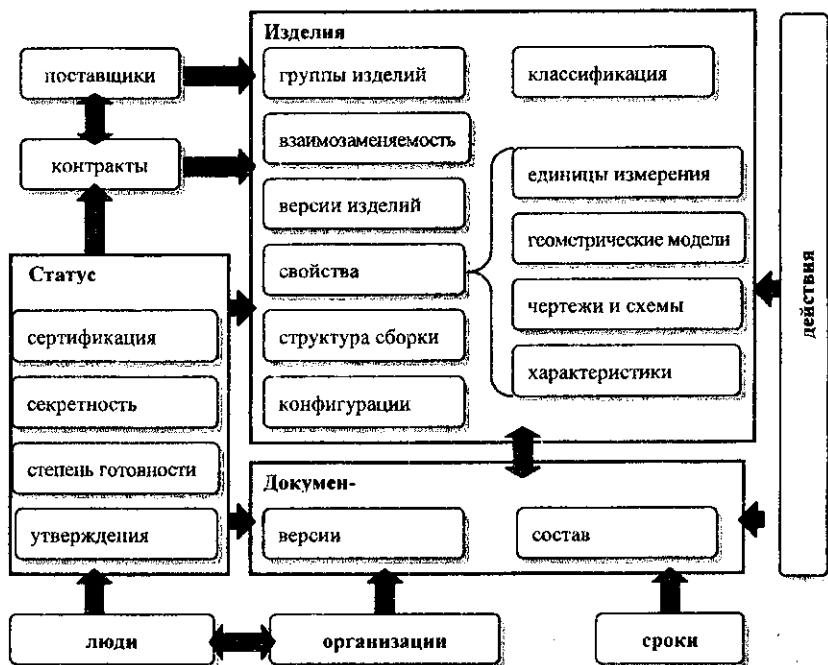 Изделия
поставщики
группы изделий
классификация
взаимозаменяемость
контракты
единицы измерения
версии изделий
геометрические модели
Статус
свойства
действия
чертежи и схемы
сертификация
структура сборки
характеристики
секретность
конфигурации
степень готовности
Докумен-
утверждения
версии
состав
люди
организации
сроки